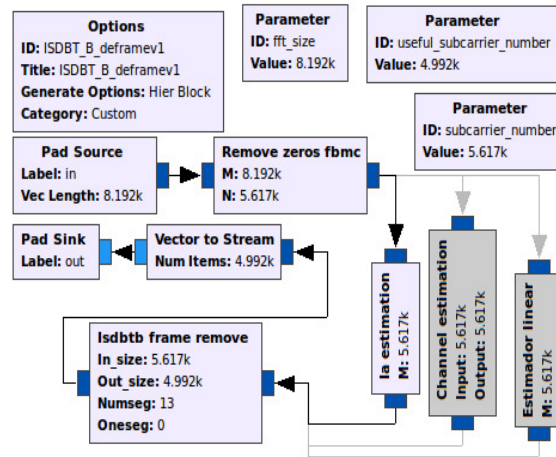 Options
ID: ISDBT_B_deframev1
Title: ISDBT_B_deframev1
Generate Options: Hier Block
Category: Custom
Parameter
ID: fft_size
Value: 8.192k
Parameter
ID: useful_subcarrier_number
Value: 4.992k
Parameter
ID: subcarrier_number
Value: 5.617k
Pad Source
Label: in
Vec Length: 8.192k
Remove zeros fbmc
M: 8.192k
N: 5.617k
Pad Sink
Label: out
Vector to Stream
Num Items: 4.992k
Isdbtb frame remove
In_size: 5.617k
Out_size: 4.992k
Numseg: 13
Oneseg: 0
Ia estimation
M: 5.617k
Channel estimation
Input: 5.617k
Output: 5.617k
Estimador linear
M: 5.617k